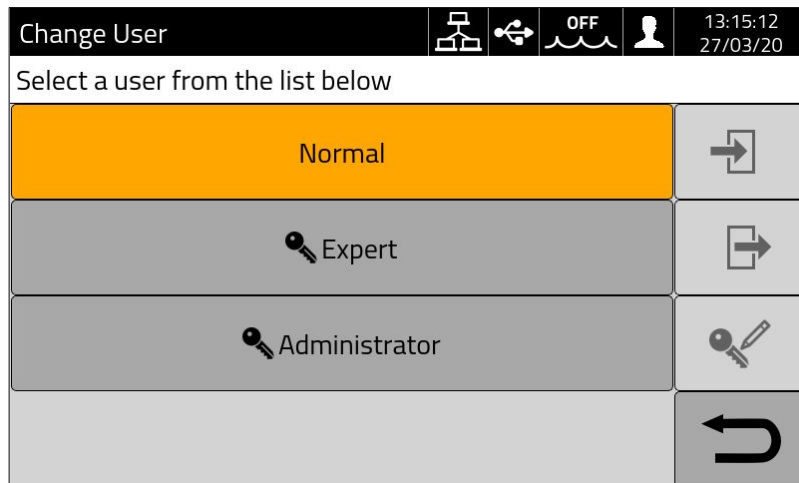 Change User
OFF
13:15:12
27/03/20
Select a user from the list below
Normal
Expert
Administrator